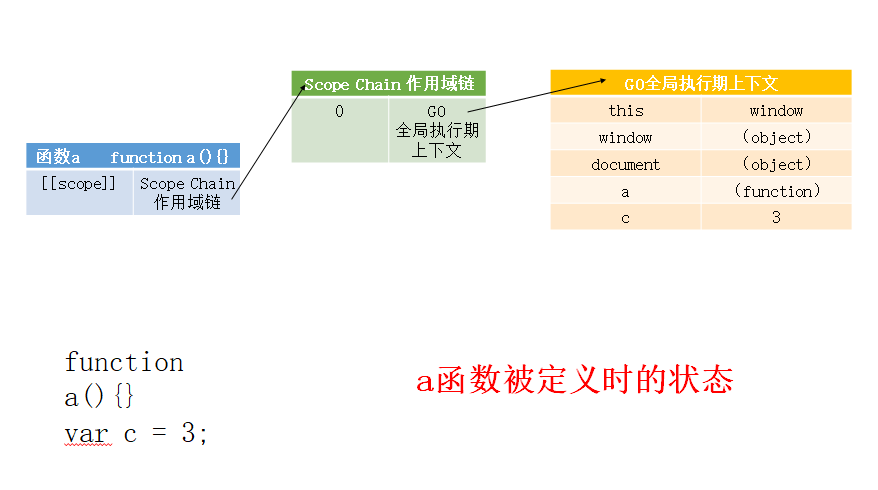 函数a function a(){}
[[scope]] Scope Chain
作用域链
Scope Chain 作用域链
0 GO
全局执行期
上下文
GO全局执行期上下文
this window
window （object）
document （object）
a （function）
c 3
function
a(){}
var c = 3;
a函数被定义时的状态